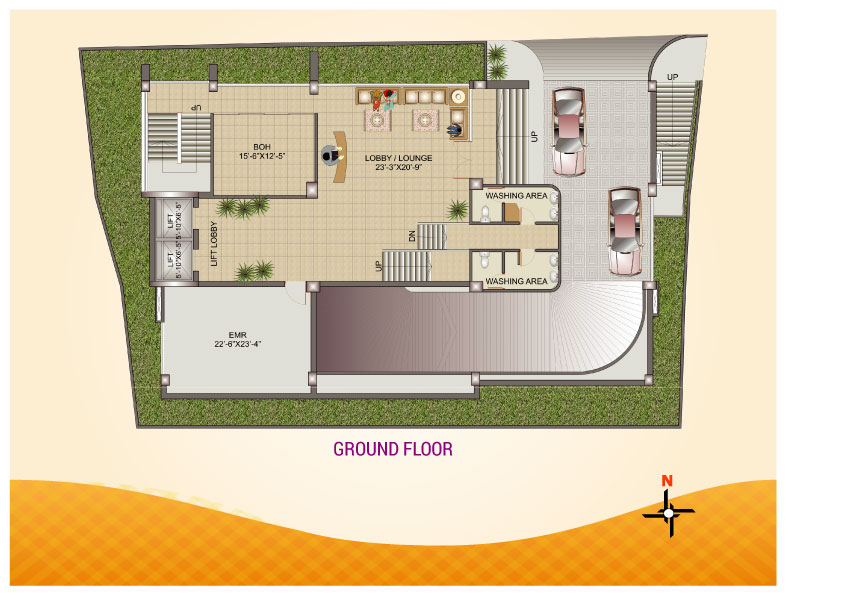 UP
UP
BOH
15'-6"X12'-5"
LOBBY / LOUNGE
23'-3"X20'-9"
UP
WASHING AREA
LIFT
5'-10"X6'-5"
LIFT
5'-10"X6'-5"
LIFT LOBBY
DN
UP
WASHING AREA
EMR
22'-6"X23'-4"
GROUND FLOOR
N